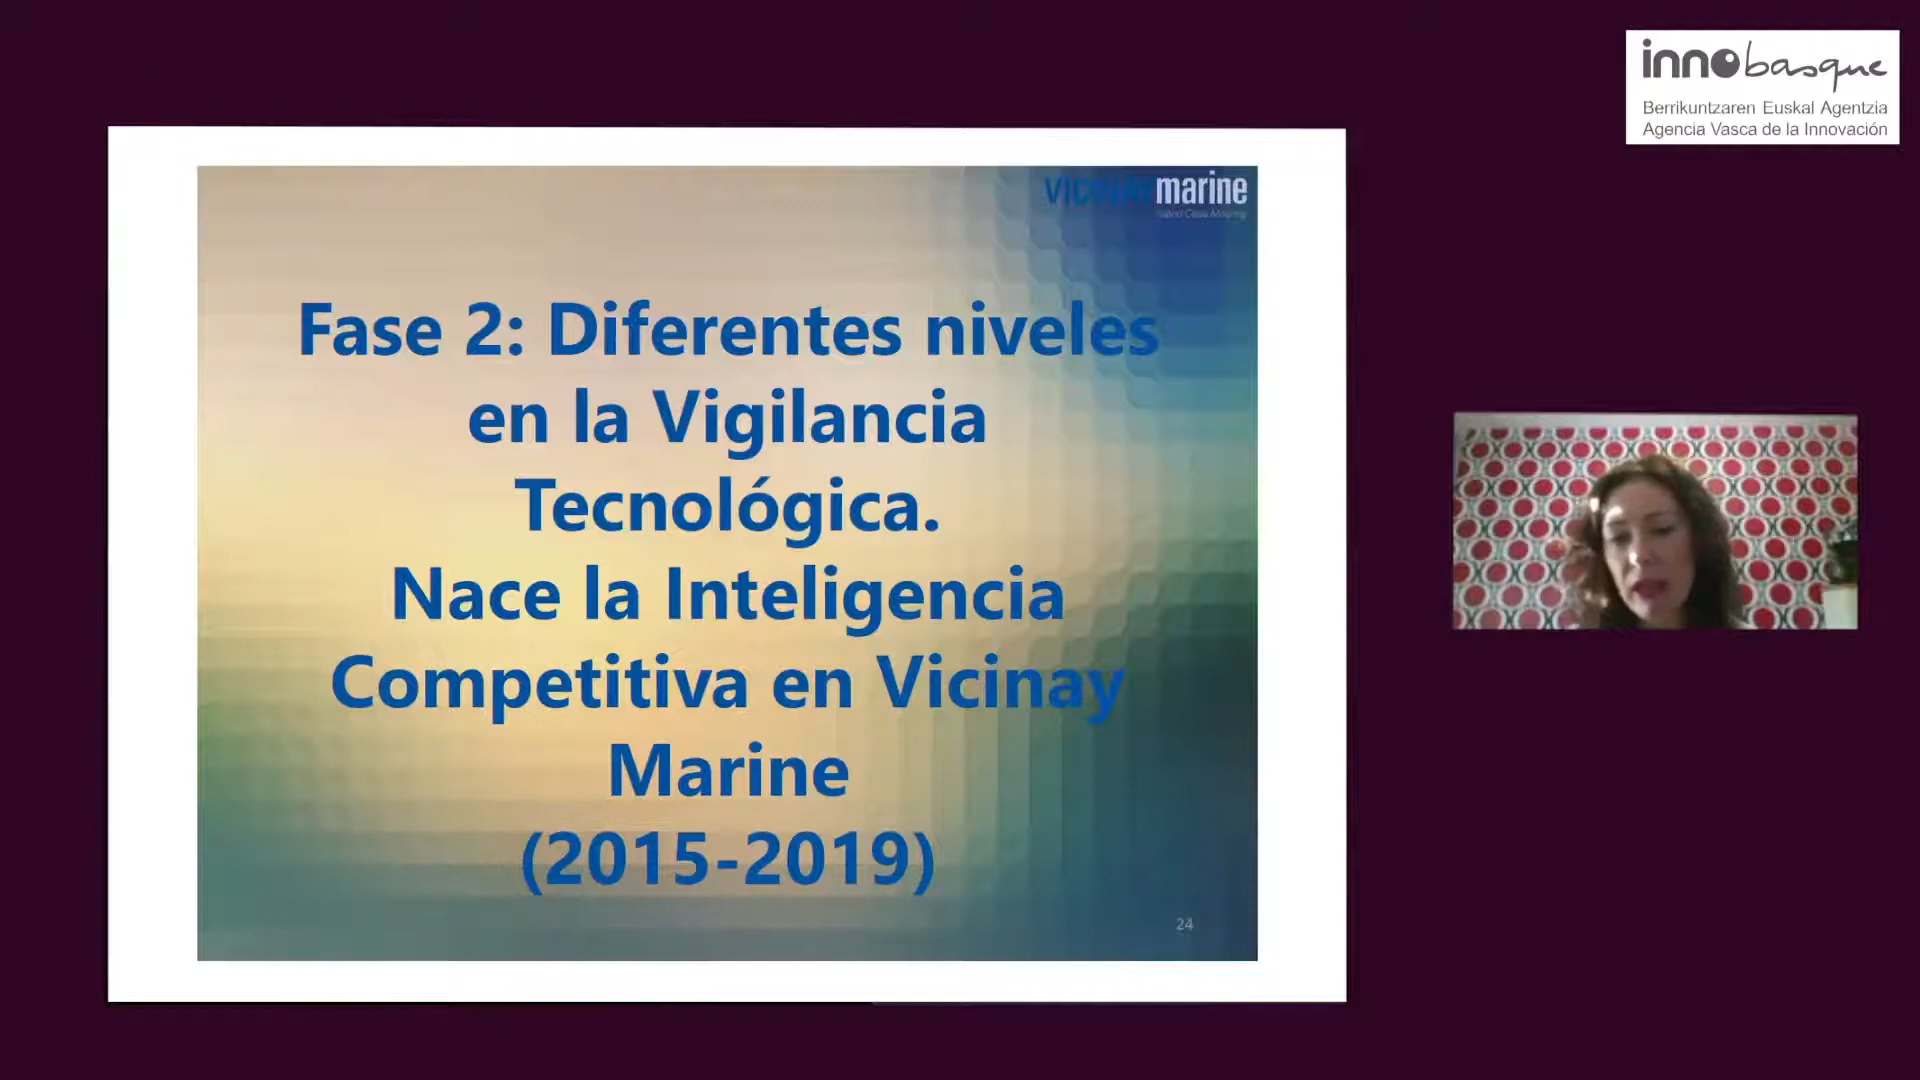 innobasque
Berrikuntzaren Euskal Agentzia
Agencia Vasca de la Innovación
VICINAY marine
Fase 2: Diferentes niveles
en la Vigilancia
Tecnológica.
Nace la Inteligencia
Competitiva en Vicinay
Marine
(2015-2019)
24